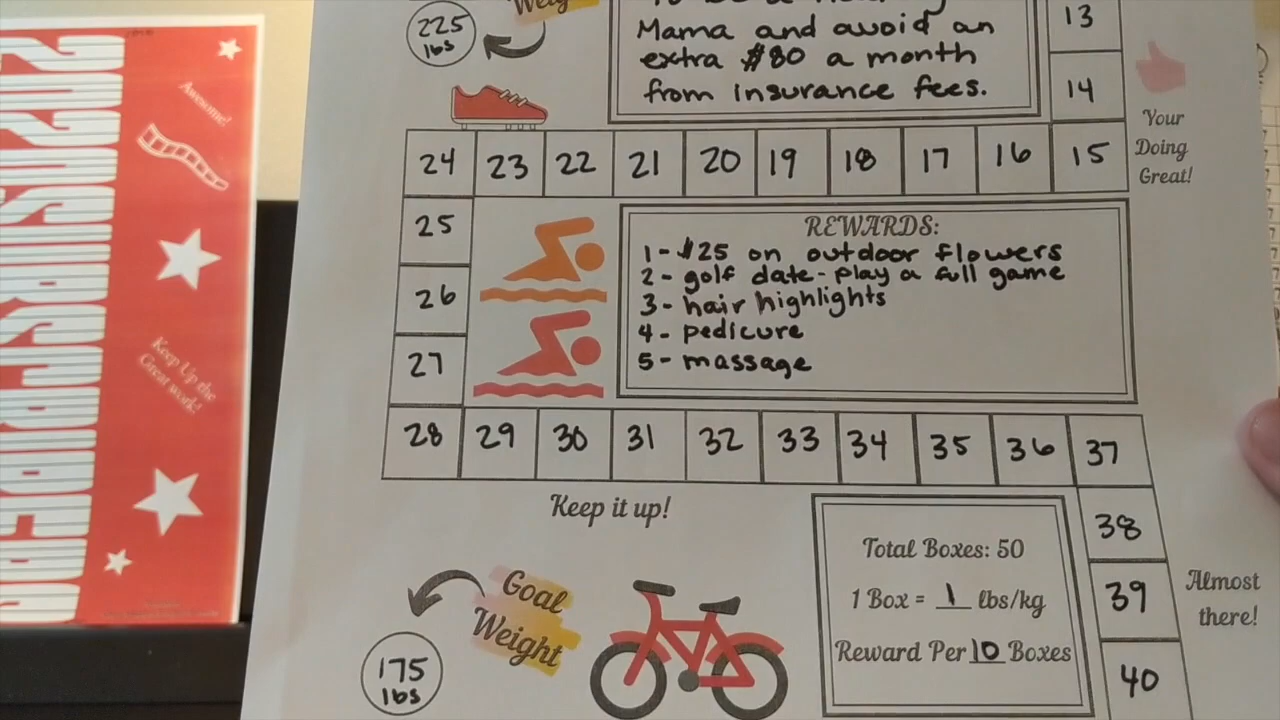 225
lbs
Mama and avoid an
extra $80 a month
from insurance fees.
13
14
Your
Doing
Great!
24 23 22 21 20 19 18 17 16 15
25
26
27
REWARDS:
1-$25 on outdoor flowers
2- golf date-play a full game
3- hair highlights
4- pedicure
5- massage
28 29 30 31 32 33 34 35 36 37
38
39
40
Keep it up!
Goal
Weight
175
lbs
Total Boxes: 50
1 Box = 1 lbs/kg
Reward Per 10 Boxes
Almost
there!
Awesome!
Keep Up the
Great work!